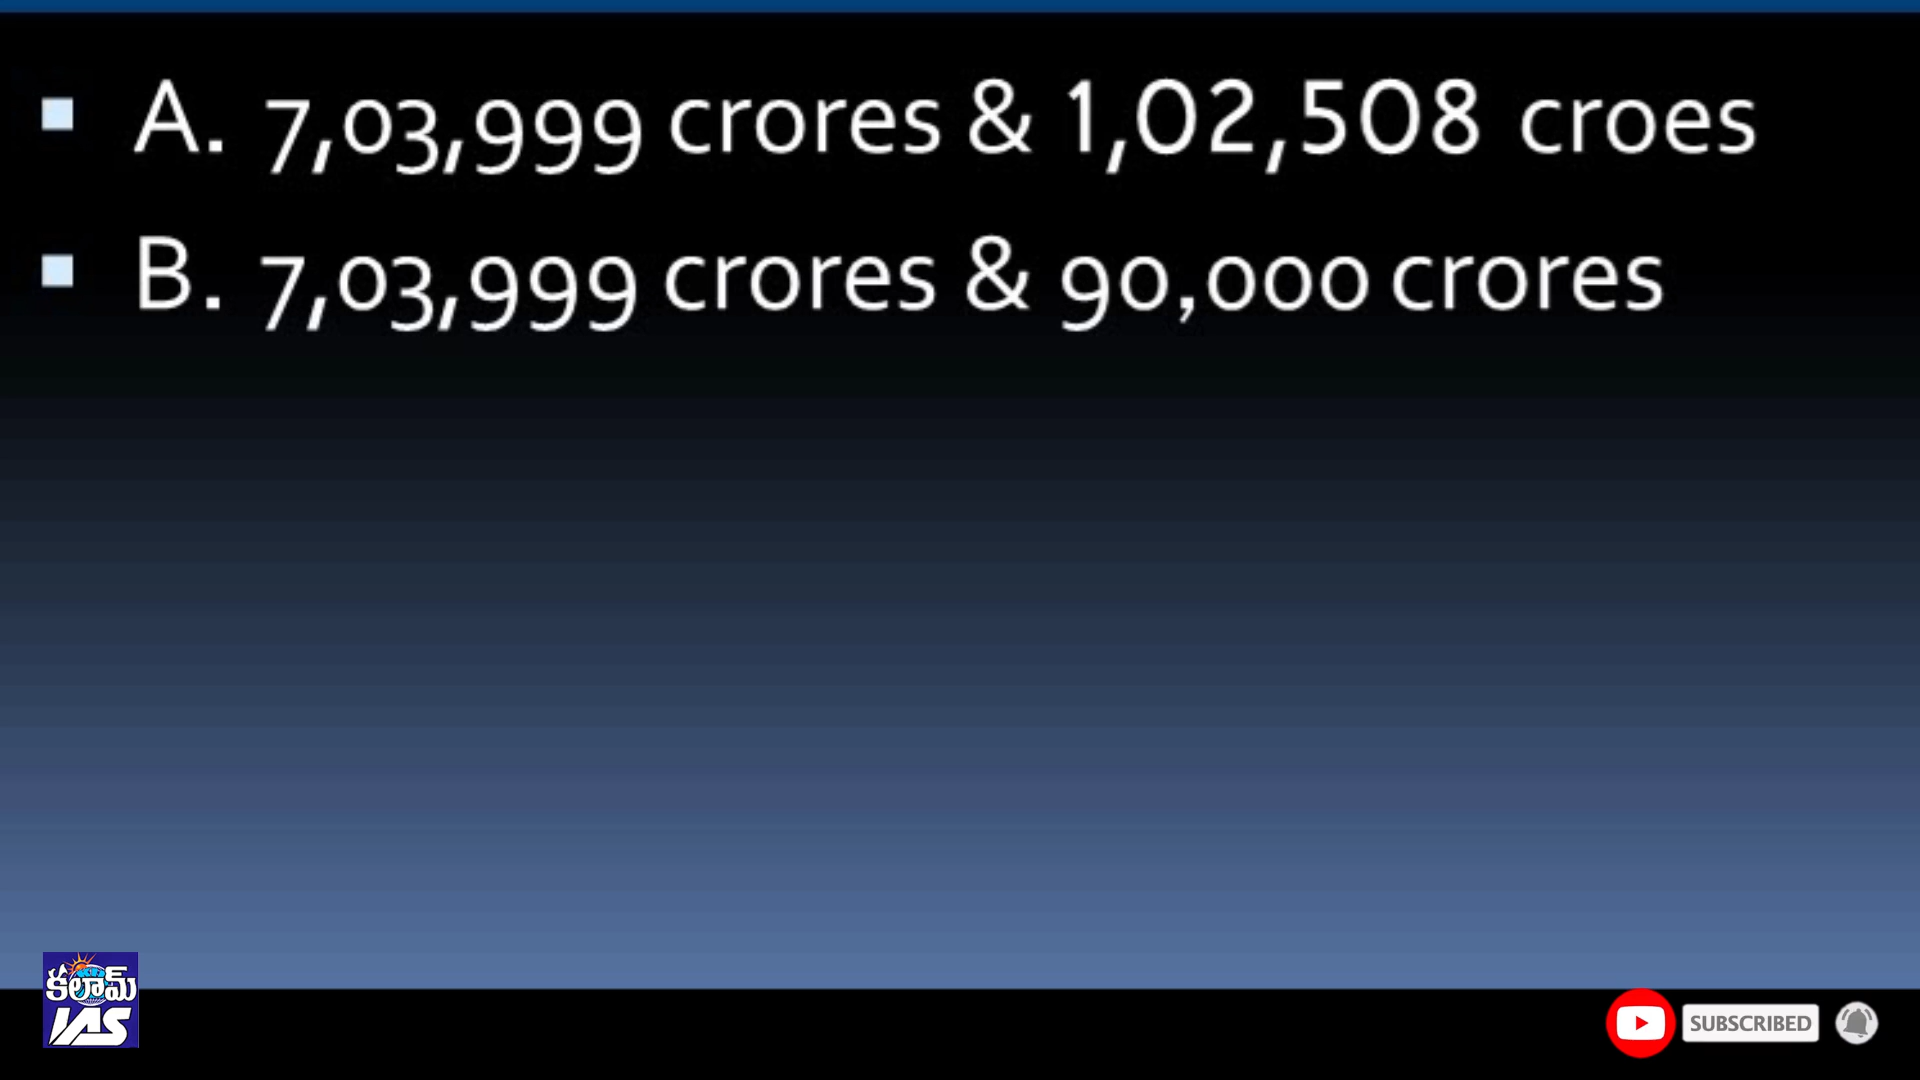 A. 7,03,999 crores & 1,02,508 croes
B. 7,03,999 crores & 90,000 crores
కలామ్
IAS
SUBSCRIBED